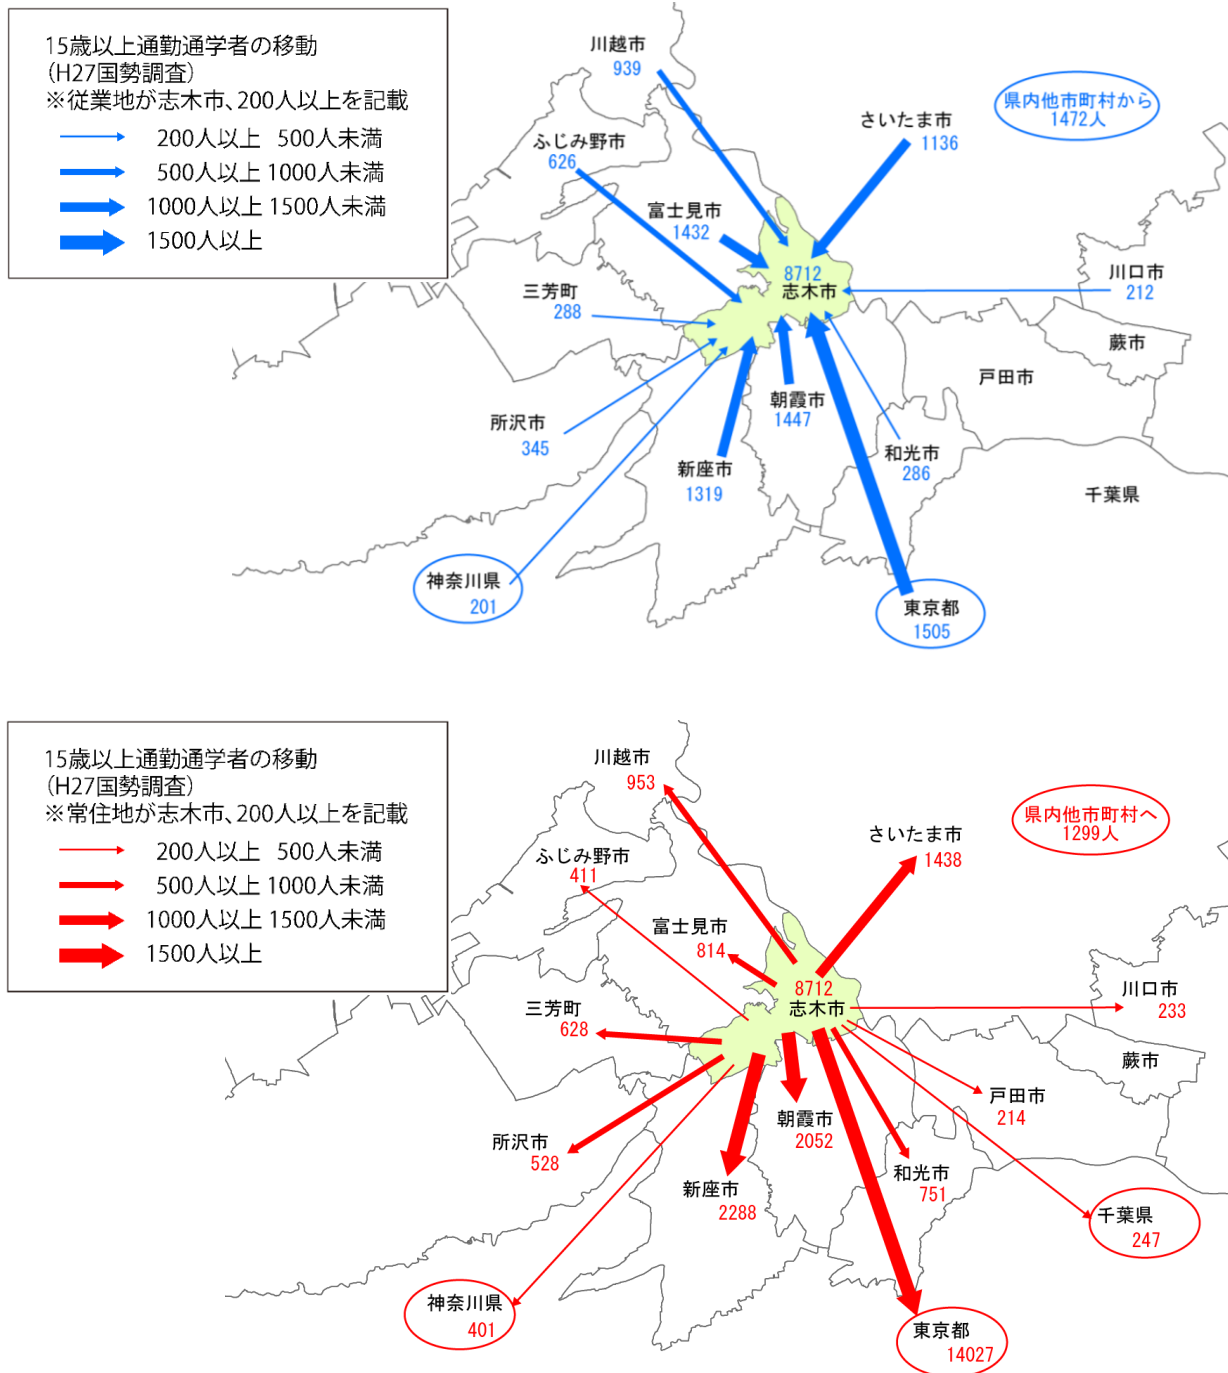 15歳以上通勤通学者の移動
(H27国勢調査)
※従業地が志木市、200人以上を記載
200人以上 500人未満
500人以上 1000人未満
1000人以上 1500人未満
1500人以上
川越市
939
県内他市町村から
1472人
さいたま市
1136
ふじみ野市
626
富士見市
1432
8712
志木市
川口市
212
三芳町
288
蕨市
戸田市
朝霞市
1447
所沢市
345
和光市
286
新座市
1319
千葉県
神奈川県
201
東京都
1505
15歳以上通勤通学者の移動
(H27国勢調査)
※常住地が志木市、200人以上を記載
200人以上 500人未満
500人以上 1000人未満
1000人以上 1500人未満
1500人以上
川越市
953
県内他市町村へ
1299人
さいたま市
1438
ふじみ野市
411
富士見市
814
8712
志木市
川口市
233
三芳町
628
蕨市
戸田市
214
朝霞市
2052
所沢市
528
和光市
751
新座市
2288
千葉県
247
神奈川県
401
東京都
14027